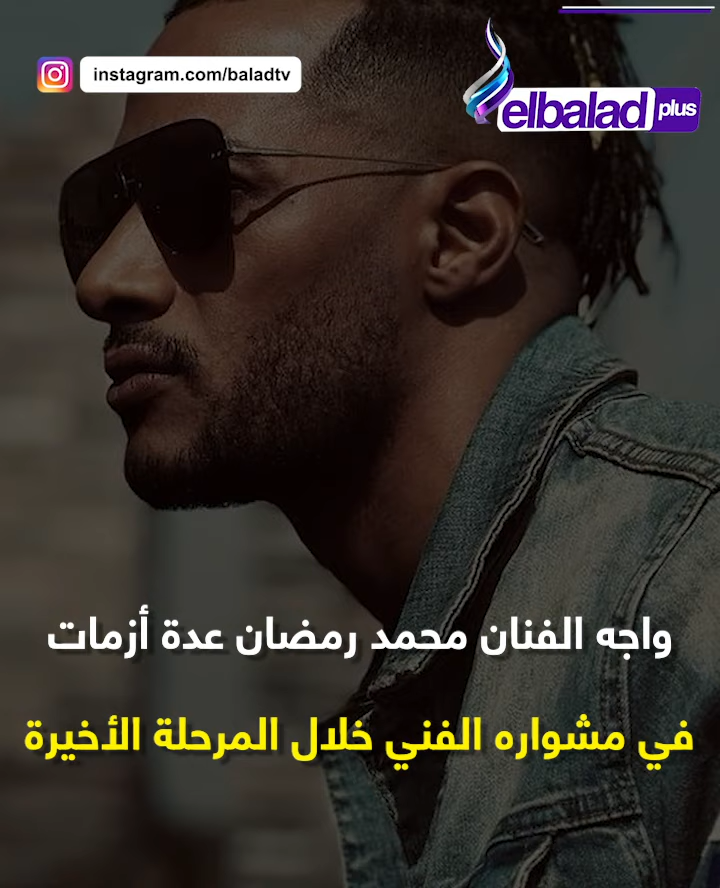 instagram.com/baladtv
elbalad plus
واجه الفنان محمد رمضان عدة أزمات
في مشواره الفني خلال المرحلة الأخيرة